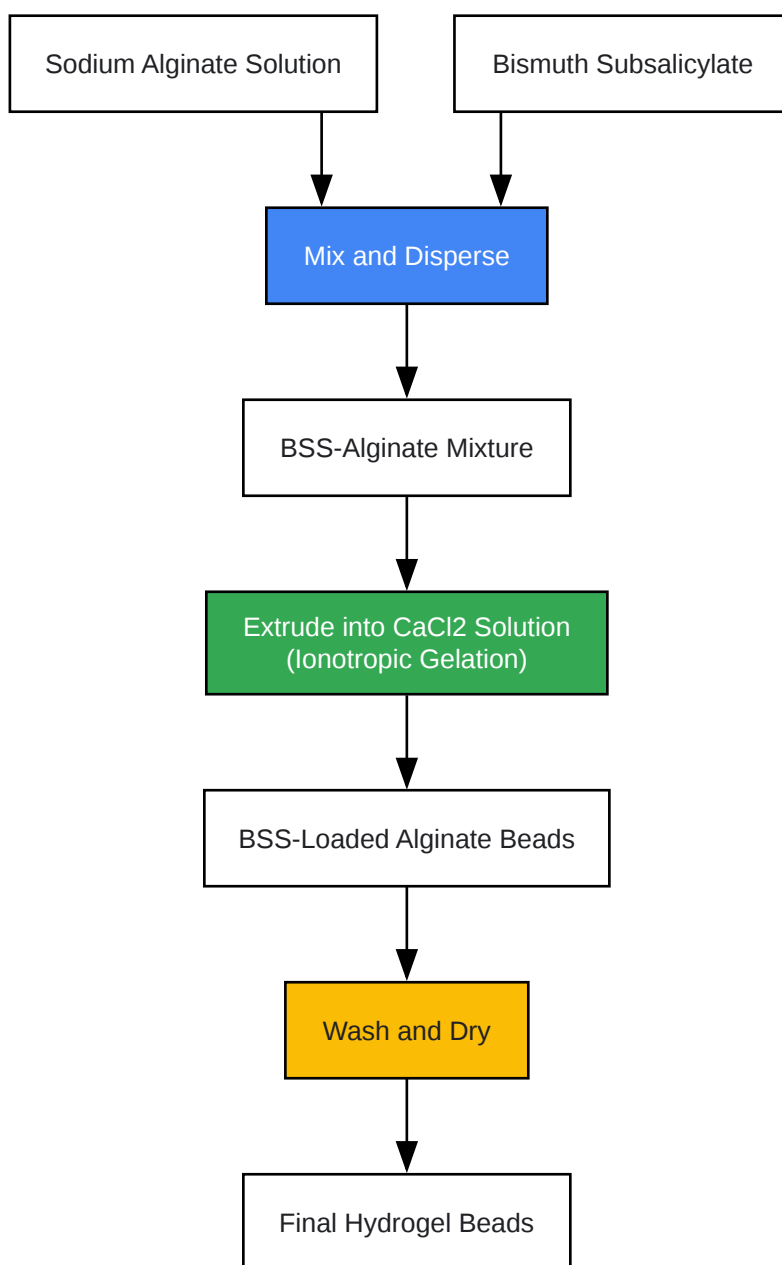 Sodium Alginate Solution
Bismuth Subsalicylate
Mix and Disperse
BSS-Alginate Mixture
Extrude into CaCl2 Solution
(Ionotropic Gelation)
BSS-Loaded Alginate Beads
Wash and Dry
Final Hydrogel Beads